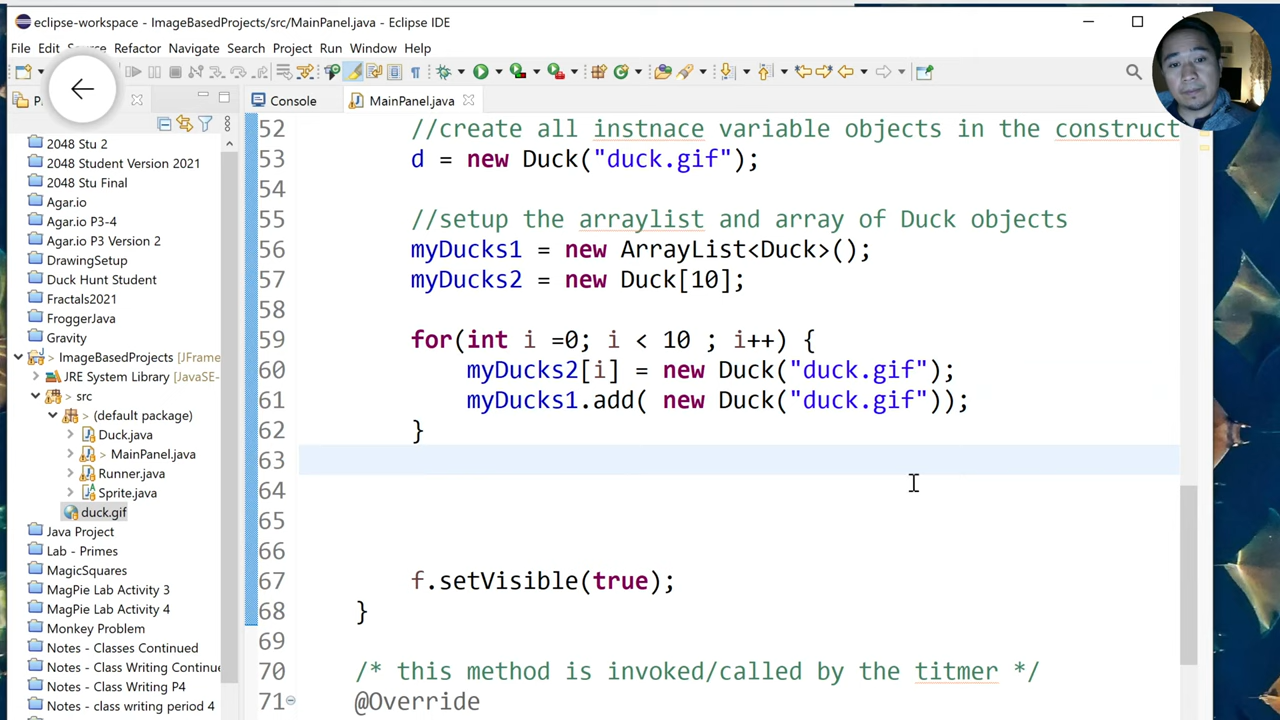 eclipse-workspace - ImageBasedProjects/src/MainPanel.java - Eclipse IDE
File Edit Source Refactor Navigate Search Project Run Window Help
P.
Console
MainPanel.java
2048 Stu 2
2048 Student Version 2021
2048 Stu Final
Agar.io
Agar.io P3-4
Agar.io P3 Version 2
DrawingSetup
Duck Hunt Student
Fractals2021
FroggerJava
Gravity
> ImageBasedProjects [JFrame
JRE System Library [JavaSE-
> src
> (default package)
Duck.java
> MainPanel.java
Runner.java
Sprite.java
duck.gif
Java Project
Lab - Primes
MagicSquares
MagPie Lab Activity 3
MagPie Lab Activity 4
Monkey Problem
Notes - Classes Continued
Notes - Class Writing Continue
Notes - Class Writing P4
Notes - class writing period 4
52 //create all instnace variable objects in the construct
53 d = new Duck("duck.gif");
54
55 //setup the arraylist and array of Duck objects
56 myDucks1 = new ArrayList<Duck>();
57 myDucks2 = new Duck[10];
58
59 for(int i =0; i < 10 ; i++) {
60 myDucks2[i] = new Duck("duck.gif");
61 myDucks1.add( new Duck("duck.gif"));
62 }
63
64
65
66
67 f.setVisible(true);
68 }
69
70 /* this method is invoked/called by the titmer */
71 @Override